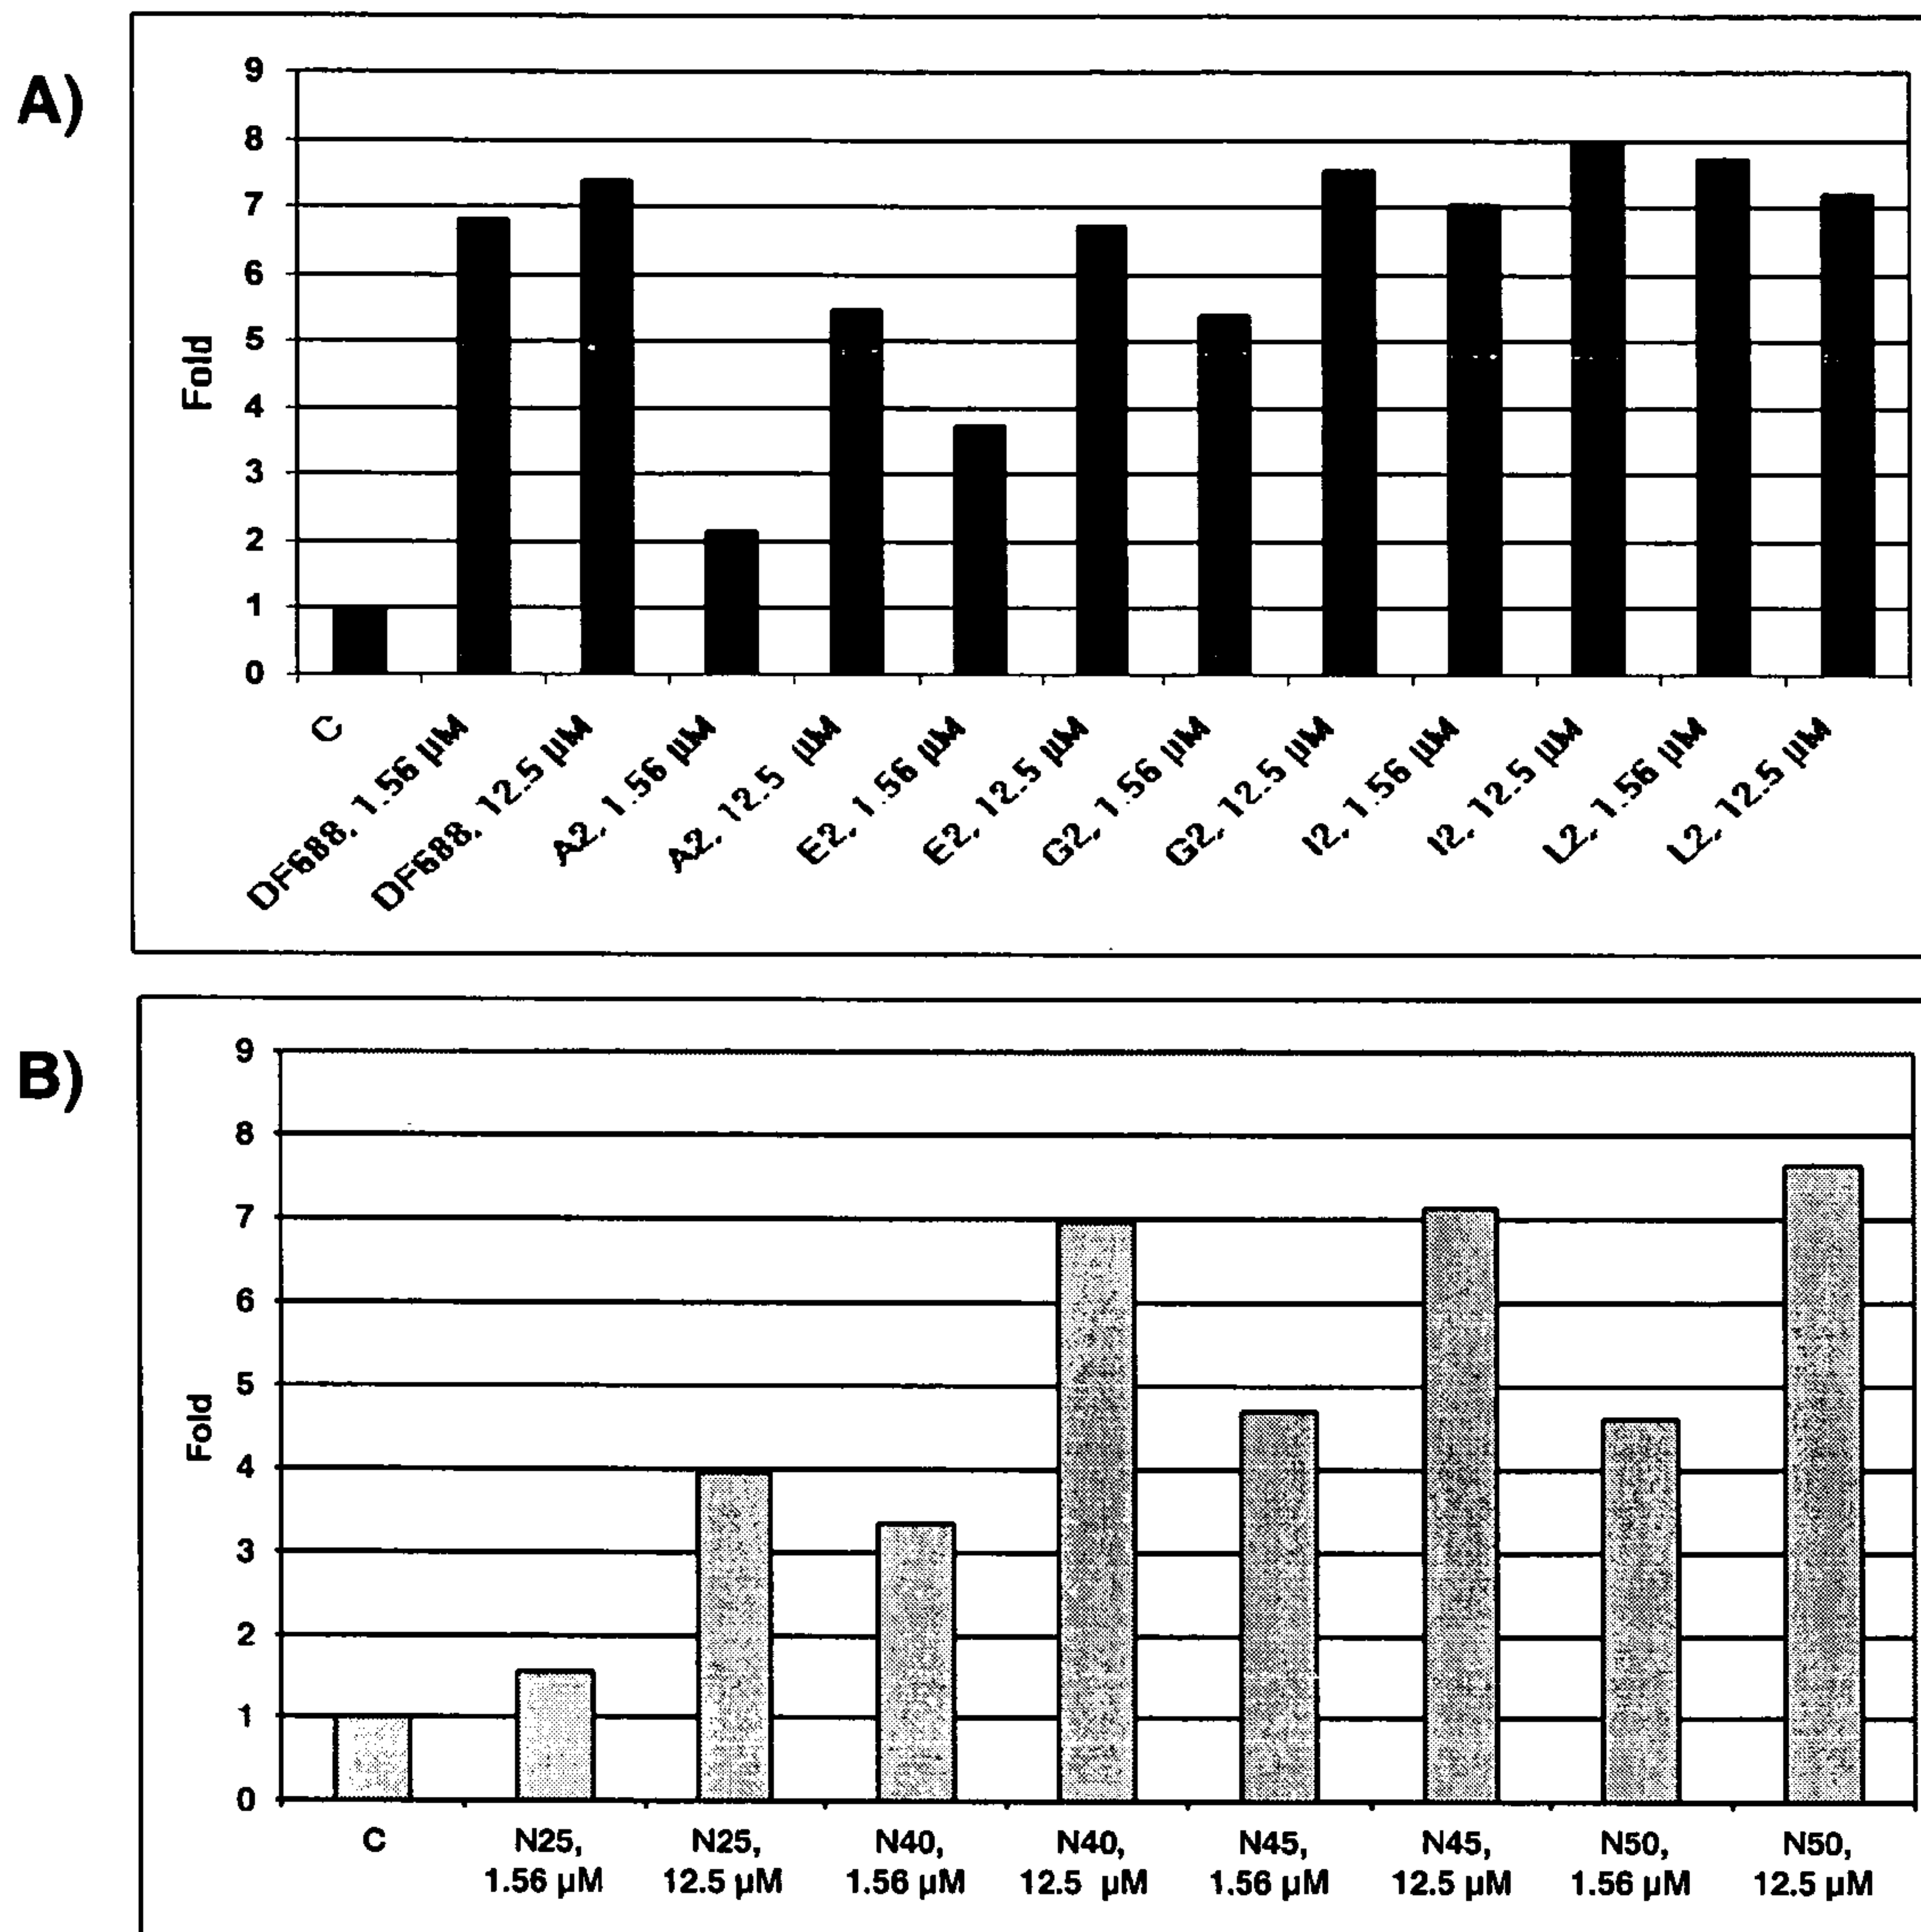 A)
9
8
7
6
5
4
3
2
1
0
Fold
C
DF688, 1.56 µM
DF688, 12.5 µM
A2, 1.56 µM
A2, 12.5 µM
E2, 1.56 µM
E2, 12.5 µM
G2, 1.56 µM
G2, 12.5 µM
I2, 1.56 µM
I2, 12.5 µM
L2, 1.56 µM
L2, 12.5 µM
B)
9
8
7
6
5
4
3
2
1
0
Fold
C
N25,
1.56 µM
N25,
12.5 µM
N40,
1.56 µM
N40,
12.5 µM
N45,
1.56 µM
N45,
12.5 µM
N50,
1.56 µM
N50,
12.5 µM